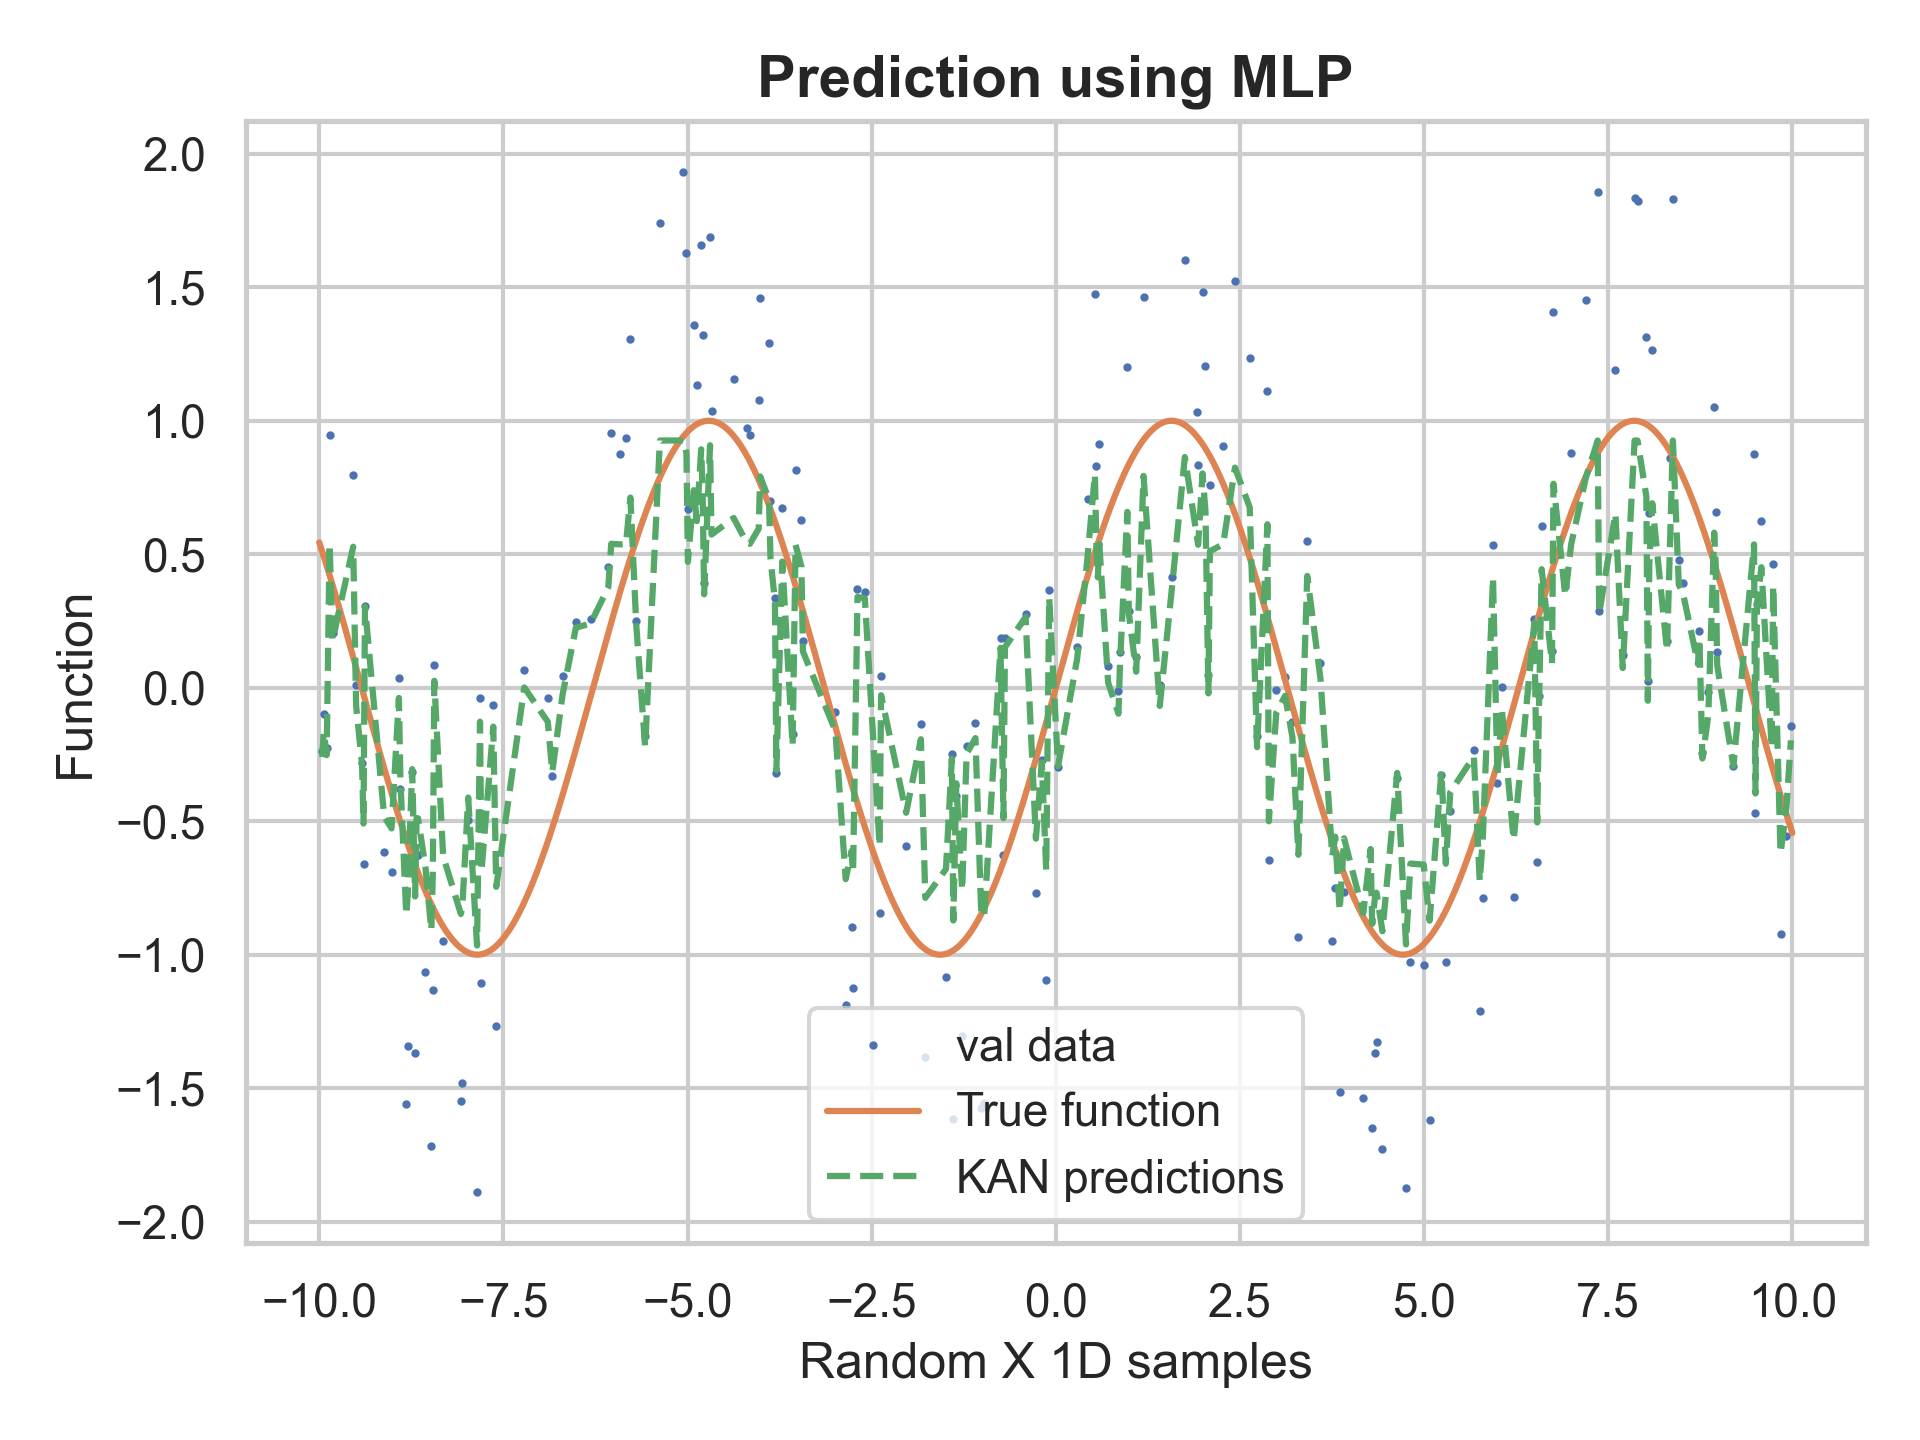 Prediction using MLP
2.0
1.5
1.0
0.5
0.0
−0.5
−1.0
−1.5
−2.0
Function
val data
True function
KAN predictions
−10.0 −7.5 −5.0 −2.5 0.0 2.5 5.0 7.5 10.0
Random X 1D samples